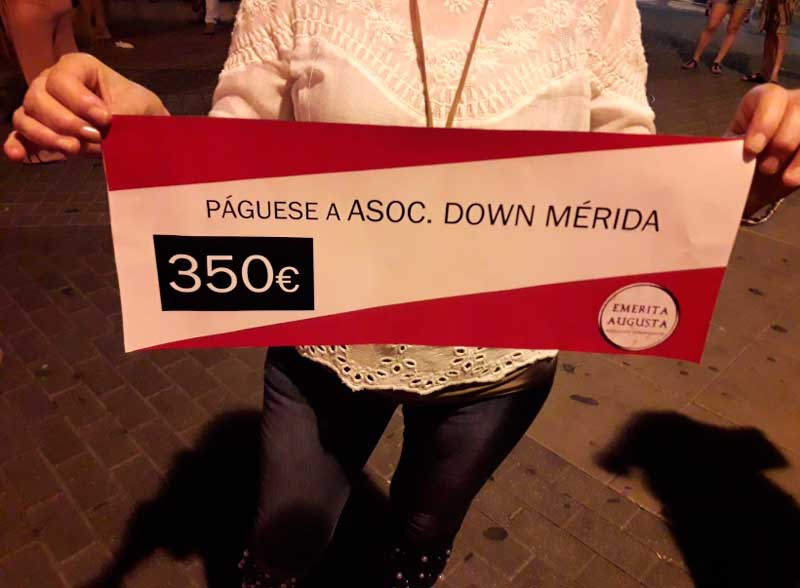 PÁGUESE A ASOC. DOWN MÉRIDA
350€
EMERITA
AUGUSTA